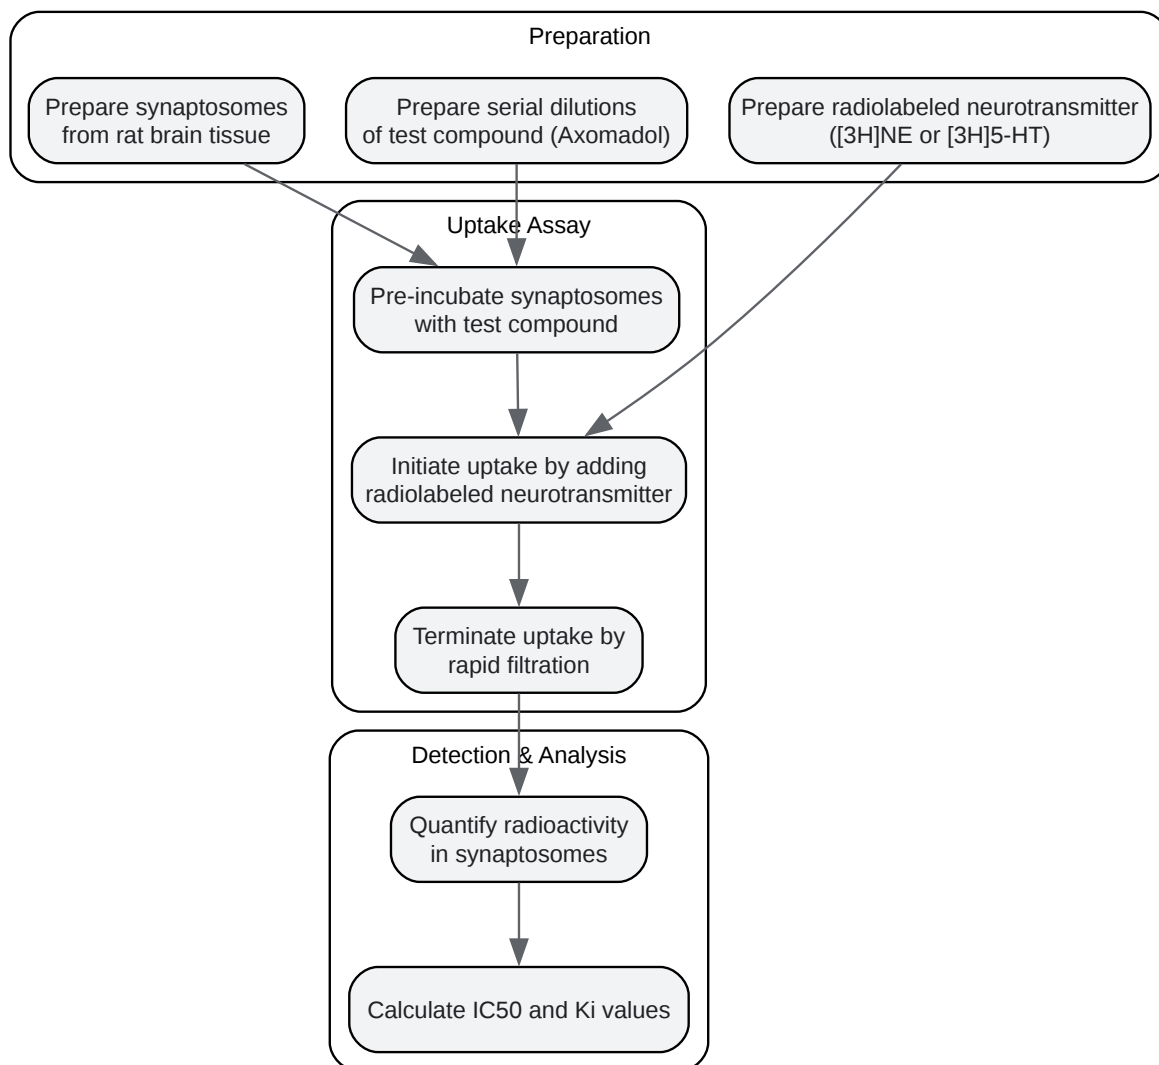 Preparation
Prepare synaptosomes
from rat brain tissue
Prepare serial dilutions
of test compound (Axomadol)
Prepare radiolabeled neurotransmitter
([3H]NE or [3H]5-HT)
Uptake Assay
Pre-incubate synaptosomes
with test compound
Initiate uptake by adding
radiolabeled neurotransmitter
Terminate uptake by
rapid filtration
Detection & Analysis
Quantify radioactivity
in synaptosomes
Calculate IC50 and Ki values